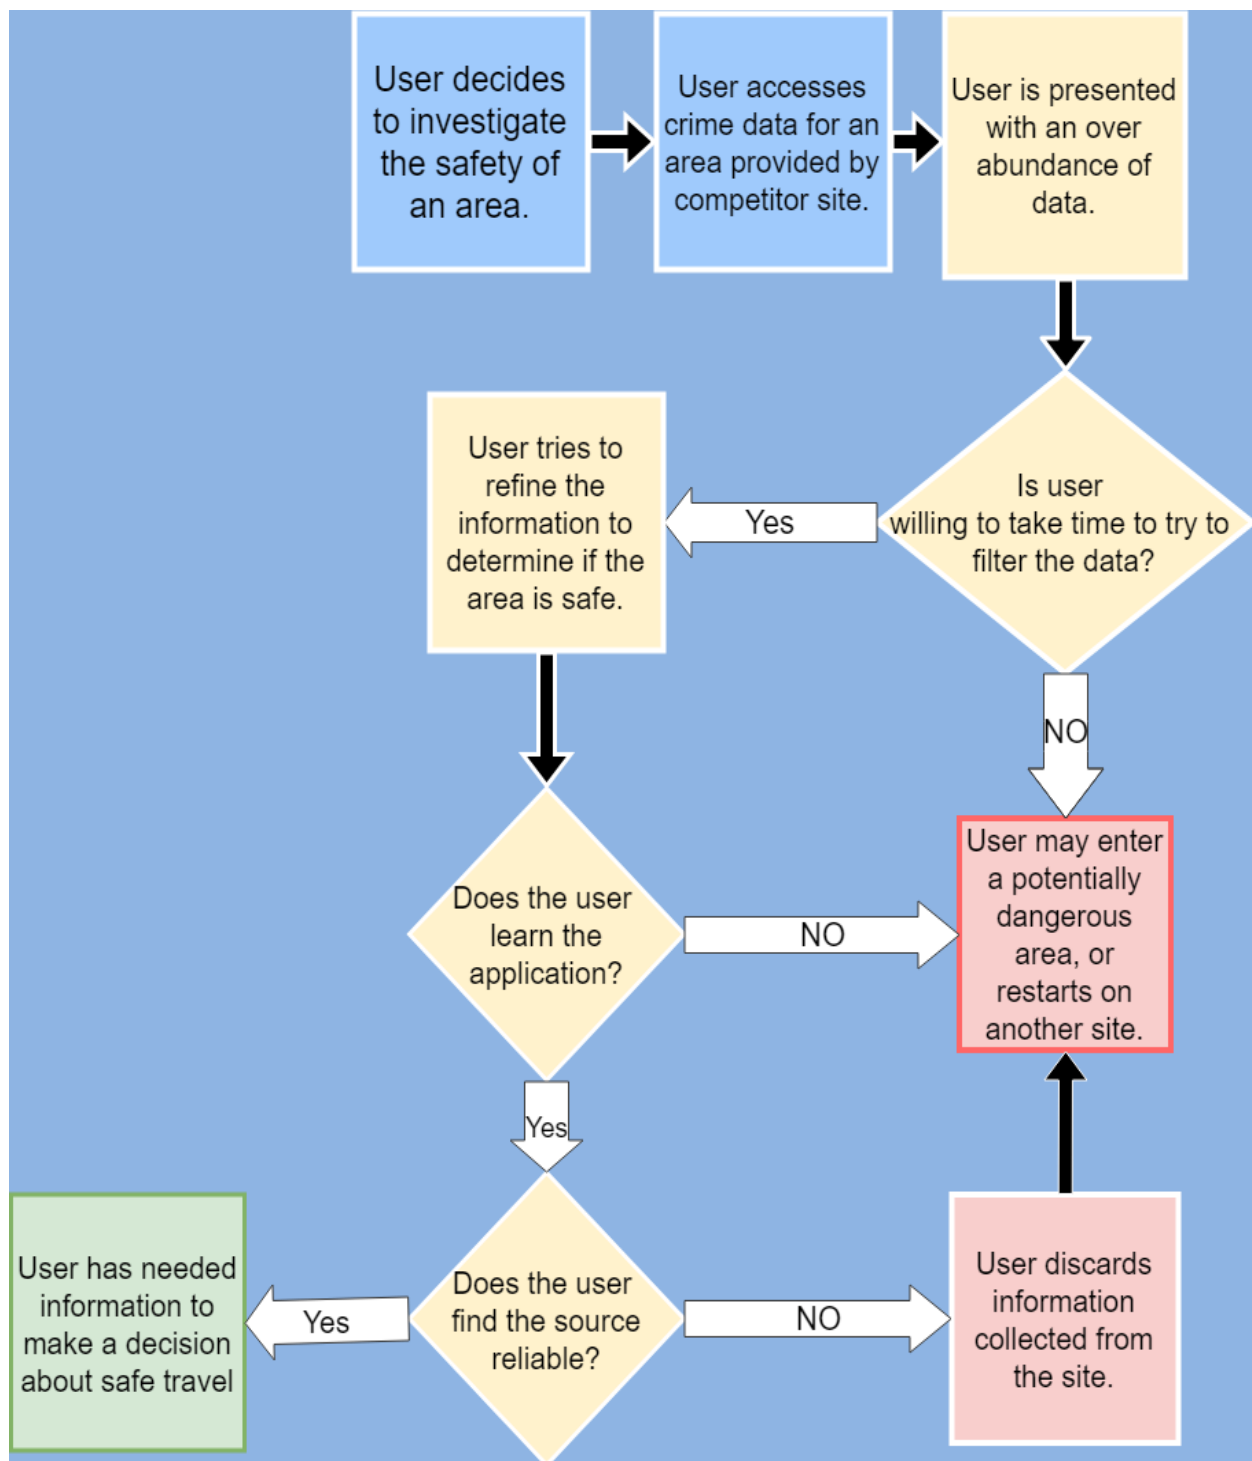 User decides
to investigate
the safety of
an area.
User accesses
crime data for an
area provided by
competitor site.
User is presented
with an over
abundance of
data.
Is user
willing to take time to try to
filter the data?
Yes
User tries to
refine the
information to
determine if the
area is safe.
NO
Does the user
learn the
application?
NO
User may enter
a potentially
dangerous
area, or
restarts on
another site.
Yes
Does the user
find the source
reliable?
Yes
User has needed
information to
make a decision
about safe travel
NO
User discards
information
collected from
the site.